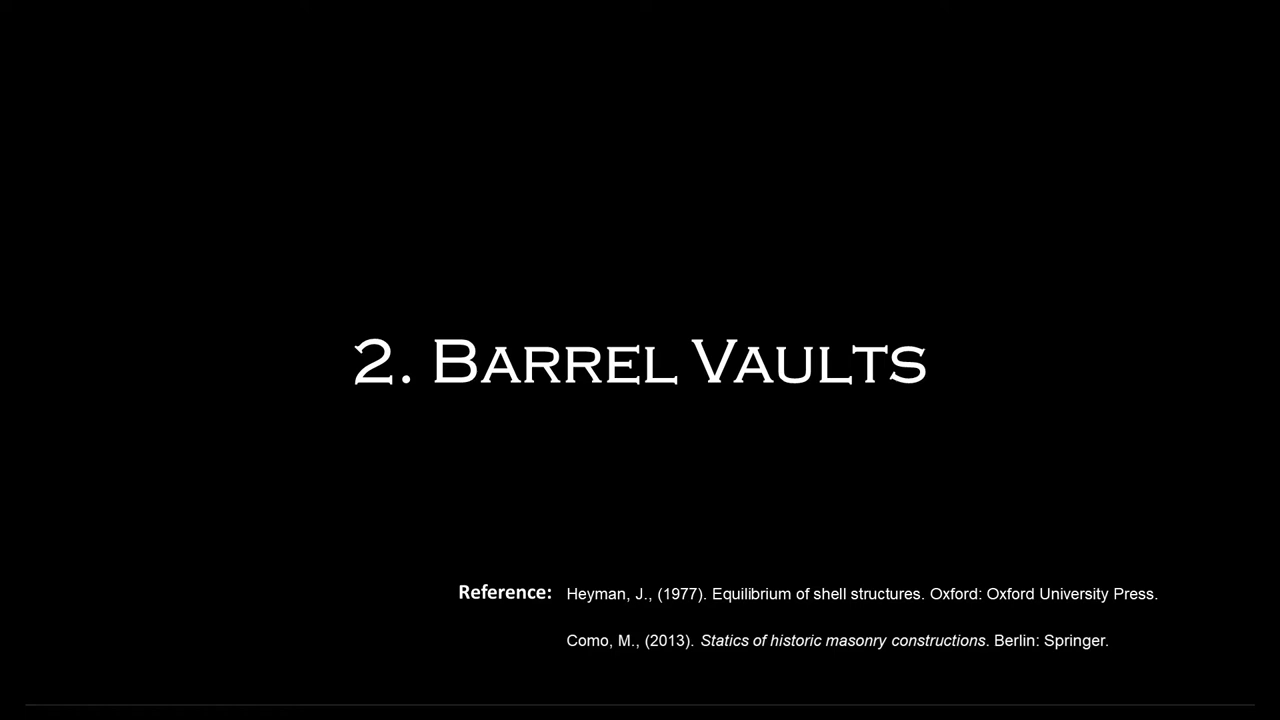 2. Barrel Vaults
Reference: Heyman, J., (1977). Equilibrium of shell structures. Oxford: Oxford University Press.
Como, M., (2013). Statics of historic masonry constructions. Berlin: Springer.